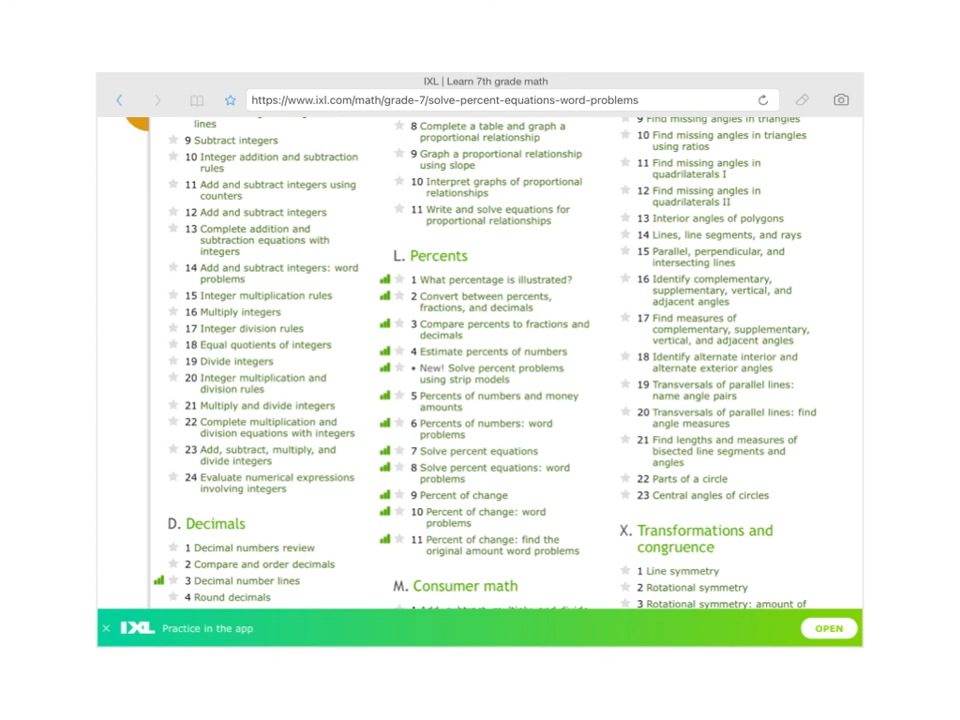 IXL | Learn 7th grade math
https://www.ixl.com/math/grade-7/solve-percent-equations-word-problems
lines
9 Subtract integers
10 Integer addition and subtraction
rules
11 Add and subtract integers using
counters
12 Add and subtract integers
13 Complete addition and
subtraction equations with
integers
14 Add and subtract integers: word
problems
15 Integer multiplication rules
16 Multiply integers
17 Integer division rules
18 Equal quotients of integers
19 Divide integers
20 Integer multiplication and
division rules
21 Multiply and divide integers
22 Complete multiplication and
division equations with integers
23 Add, subtract, multiply, and
divide integers
24 Evaluate numerical expressions
involving integers
D. Decimals
1 Decimal numbers review
2 Compare and order decimals
3 Decimal number lines
4 Round decimals
8 Complete a table and graph a
proportional relationship
9 Graph a proportional relationship
using slope
10 Interpret graphs of proportional
relationships
11 Write and solve equations for
proportional relationships
L. Percents
1 What percentage is illustrated?
2 Convert between percents,
fractions, and decimals
3 Compare percents to fractions and
decimals
4 Estimate percents of numbers
• New! Solve percent problems
using strip models
5 Percents of numbers and money
amounts
6 Percents of numbers: word
problems
7 Solve percent equations
8 Solve percent equations: word
problems
9 Percent of change
10 Percent of change: word
problems
11 Percent of change: find the
original amount word problems
M. Consumer math
1 Add, subtract, multiply, and divide
9 Find missing angles in triangles
10 Find missing angles in triangles
using ratios
11 Find missing angles in
quadrilaterals I
12 Find missing angles in
quadrilaterals II
13 Interior angles of polygons
14 Lines, line segments, and rays
15 Parallel, perpendicular, and
intersecting lines
16 Identify complementary,
supplementary, vertical, and
adjacent angles
17 Find measures of
complementary, supplementary,
vertical, and adjacent angles
18 Identify alternate interior and
alternate exterior angles
19 Transversals of parallel lines:
name angle pairs
20 Transversals of parallel lines: find
angle measures
21 Find lengths and measures of
bisected line segments and
angles
22 Parts of a circle
23 Central angles of circles
X. Transformations and
congruence
1 Line symmetry
2 Rotational symmetry
3 Rotational symmetry: amount of
× IXL Practice in the app
OPEN